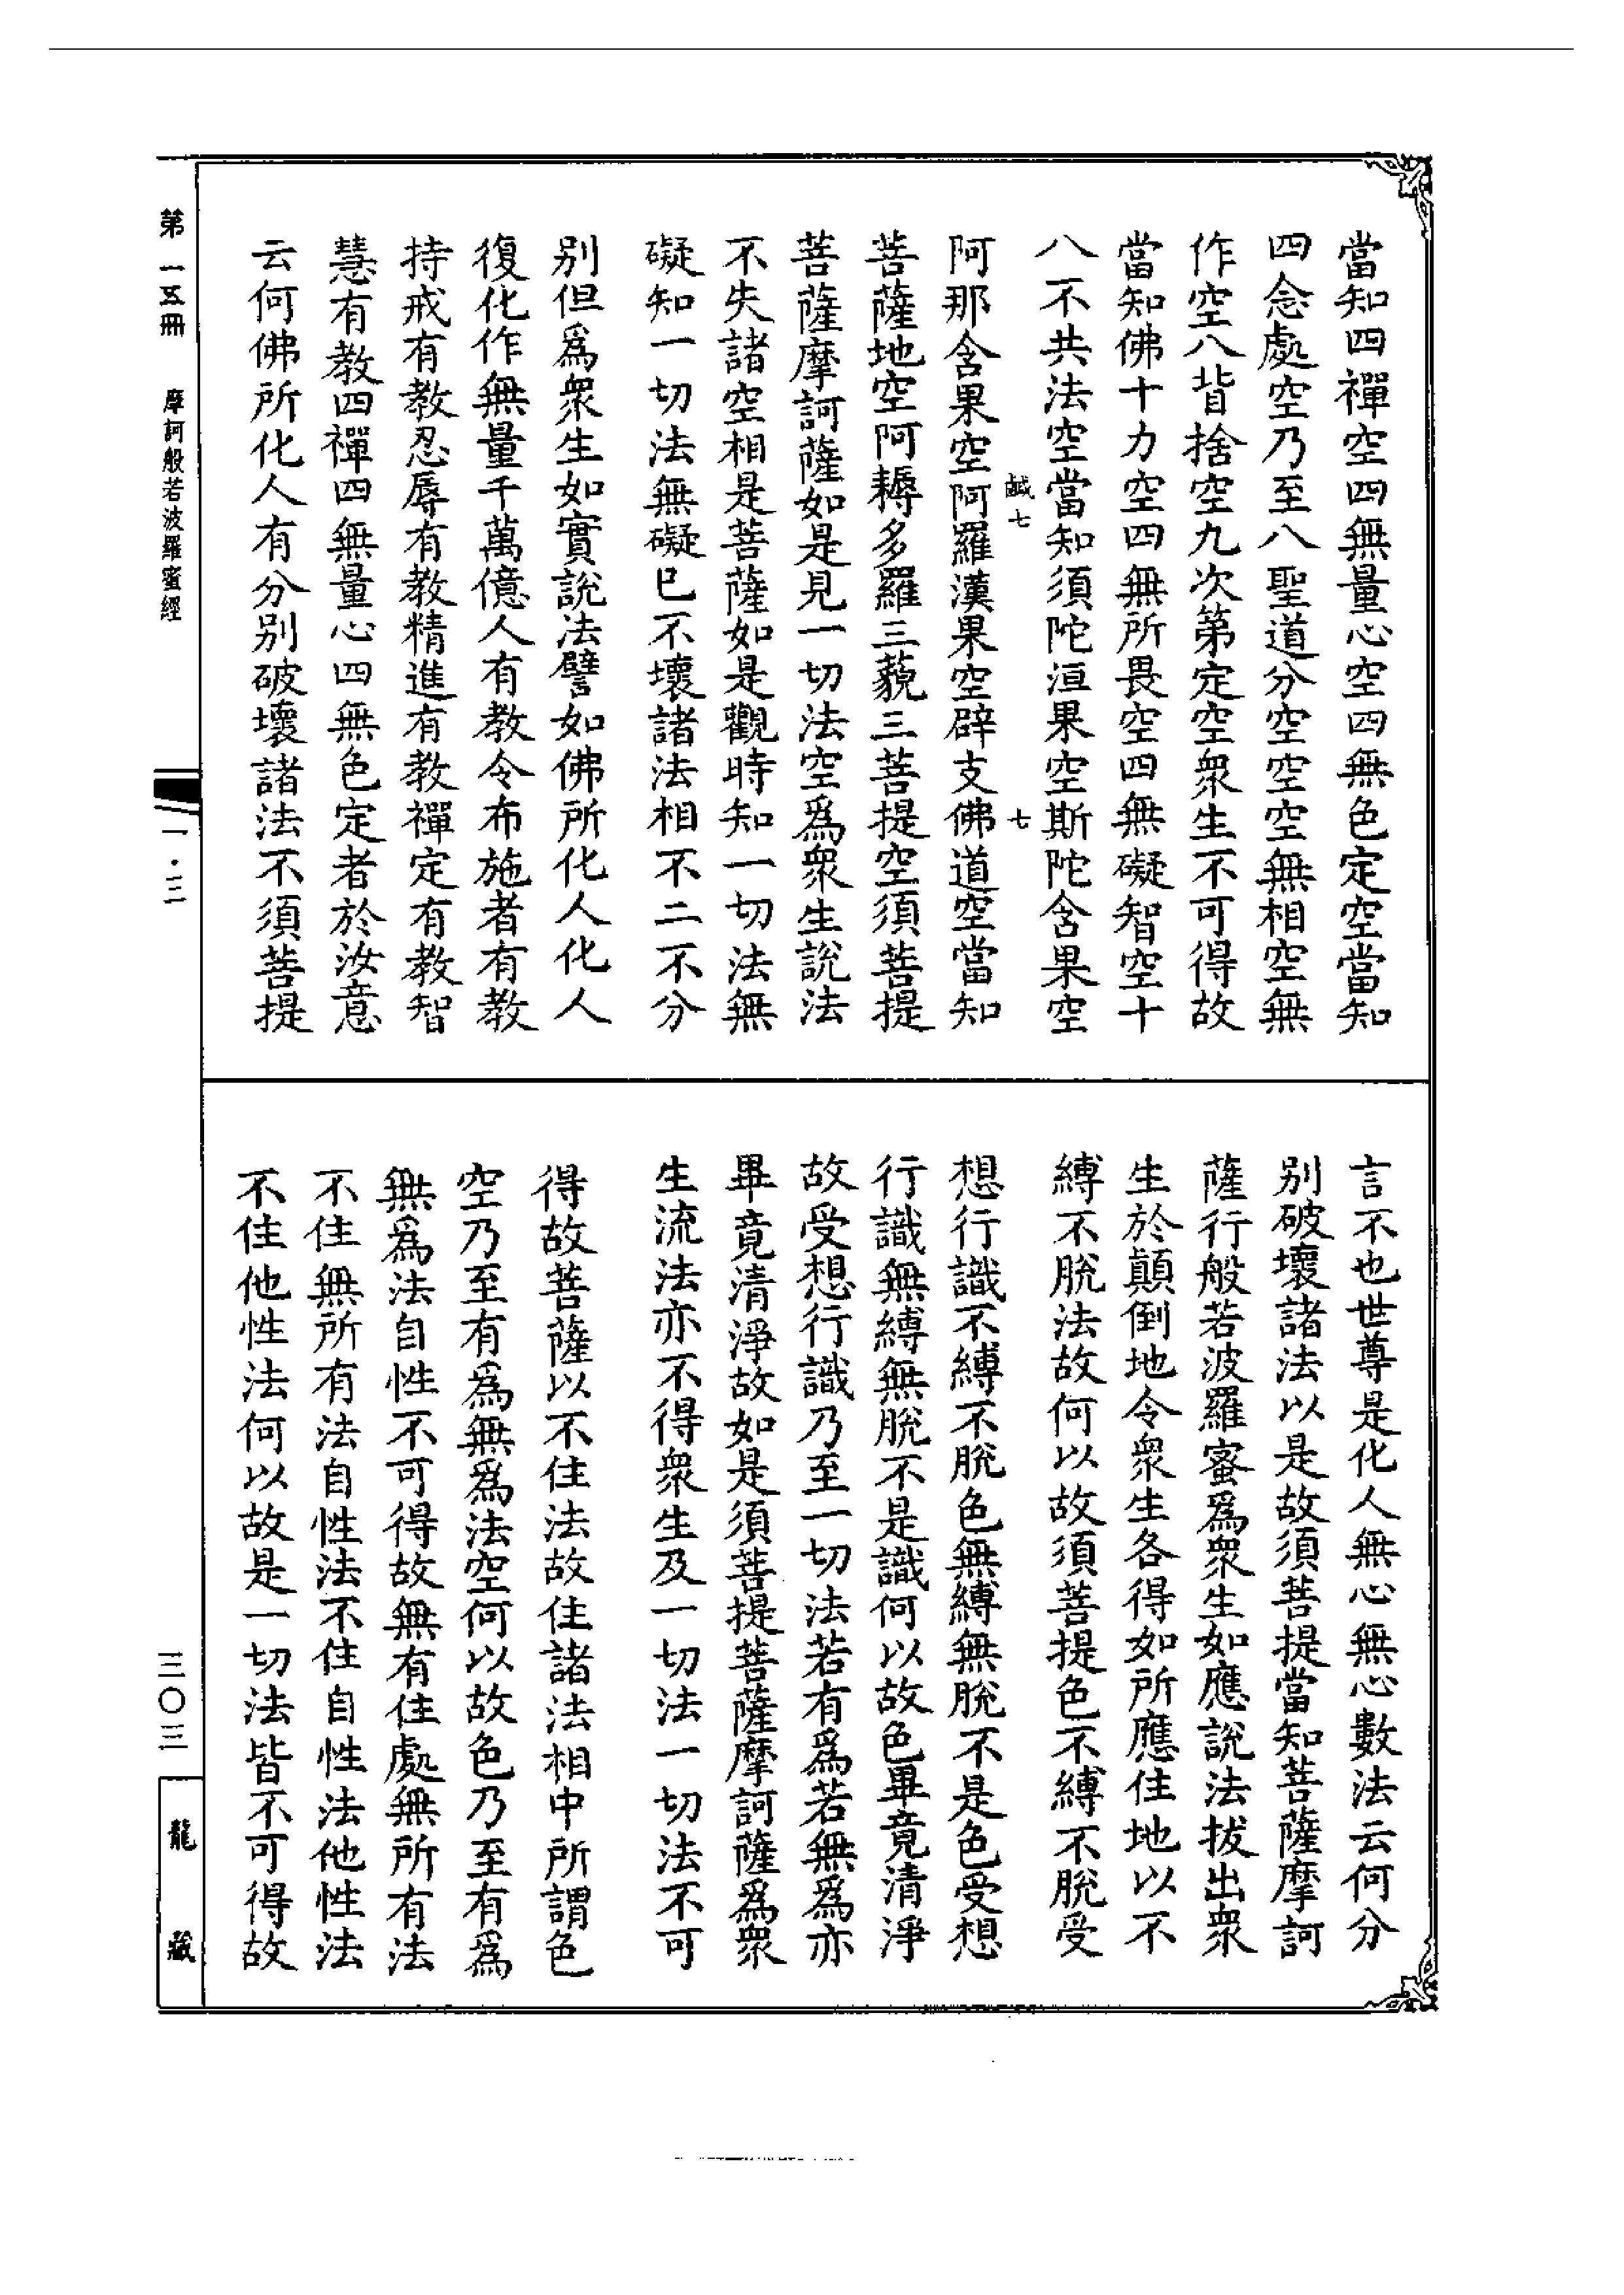 當知四禪空四無量心空四無色定空當知
四念處空乃至八聖道分空空空無相空無
作空八背捨空九次第定空衆生不可得故
當知佛十力空四無所畏空四無礙智空十
八不共法空當知須陀洹果空斯陀含果空
鹹七 七
阿那含果空阿羅漢果空辟支佛道空當知
菩薩地空阿耨多羅三藐三菩提空須菩提
菩薩摩訶薩如是見一切法空爲衆生說法
不失諸空相是菩薩如是觀時知一切法無
礙知一切法無礙已不壞諸法相不二不分
別但爲衆生如實說法譬如佛所化人化人
復化作無量千萬億人有教令布施者有教
持戒有教忍辱有教精進有教禪定有教智
慧有教四禪四無量心四無色定者於汝意
云何佛所化人有分別破壞諸法不須菩提
言不也世尊是化人無心無心數法云何分
別破壞諸法以是故須菩提當知菩薩摩訶
薩行般若波羅蜜爲衆生如應說法拔出衆
生於顛倒地令衆生各得如所應住地以不
縛不脫法故何以故須菩提色不縛不脫受
想行識不縛不脫色無縛無脫不是色受想
行識無縛無脫不是識何以故色畢竟清淨
故受想行識乃至一切法若有爲若無爲亦
畢竟清淨故如是須菩提菩薩摩訶薩爲衆
生流法亦不得衆生及一切法一切法不可
得故菩薩以不住法故住諸法相中所謂色
空乃至有爲無爲法空何以故色乃至有爲
無爲法自性不可得故無有住處無所有法
不住無所有法自性法不住自性法他性法
不住他性法何以故是一切法皆不可得故
第一五冊 摩訶般若波羅蜜經
一·三
三〇三
龍藏